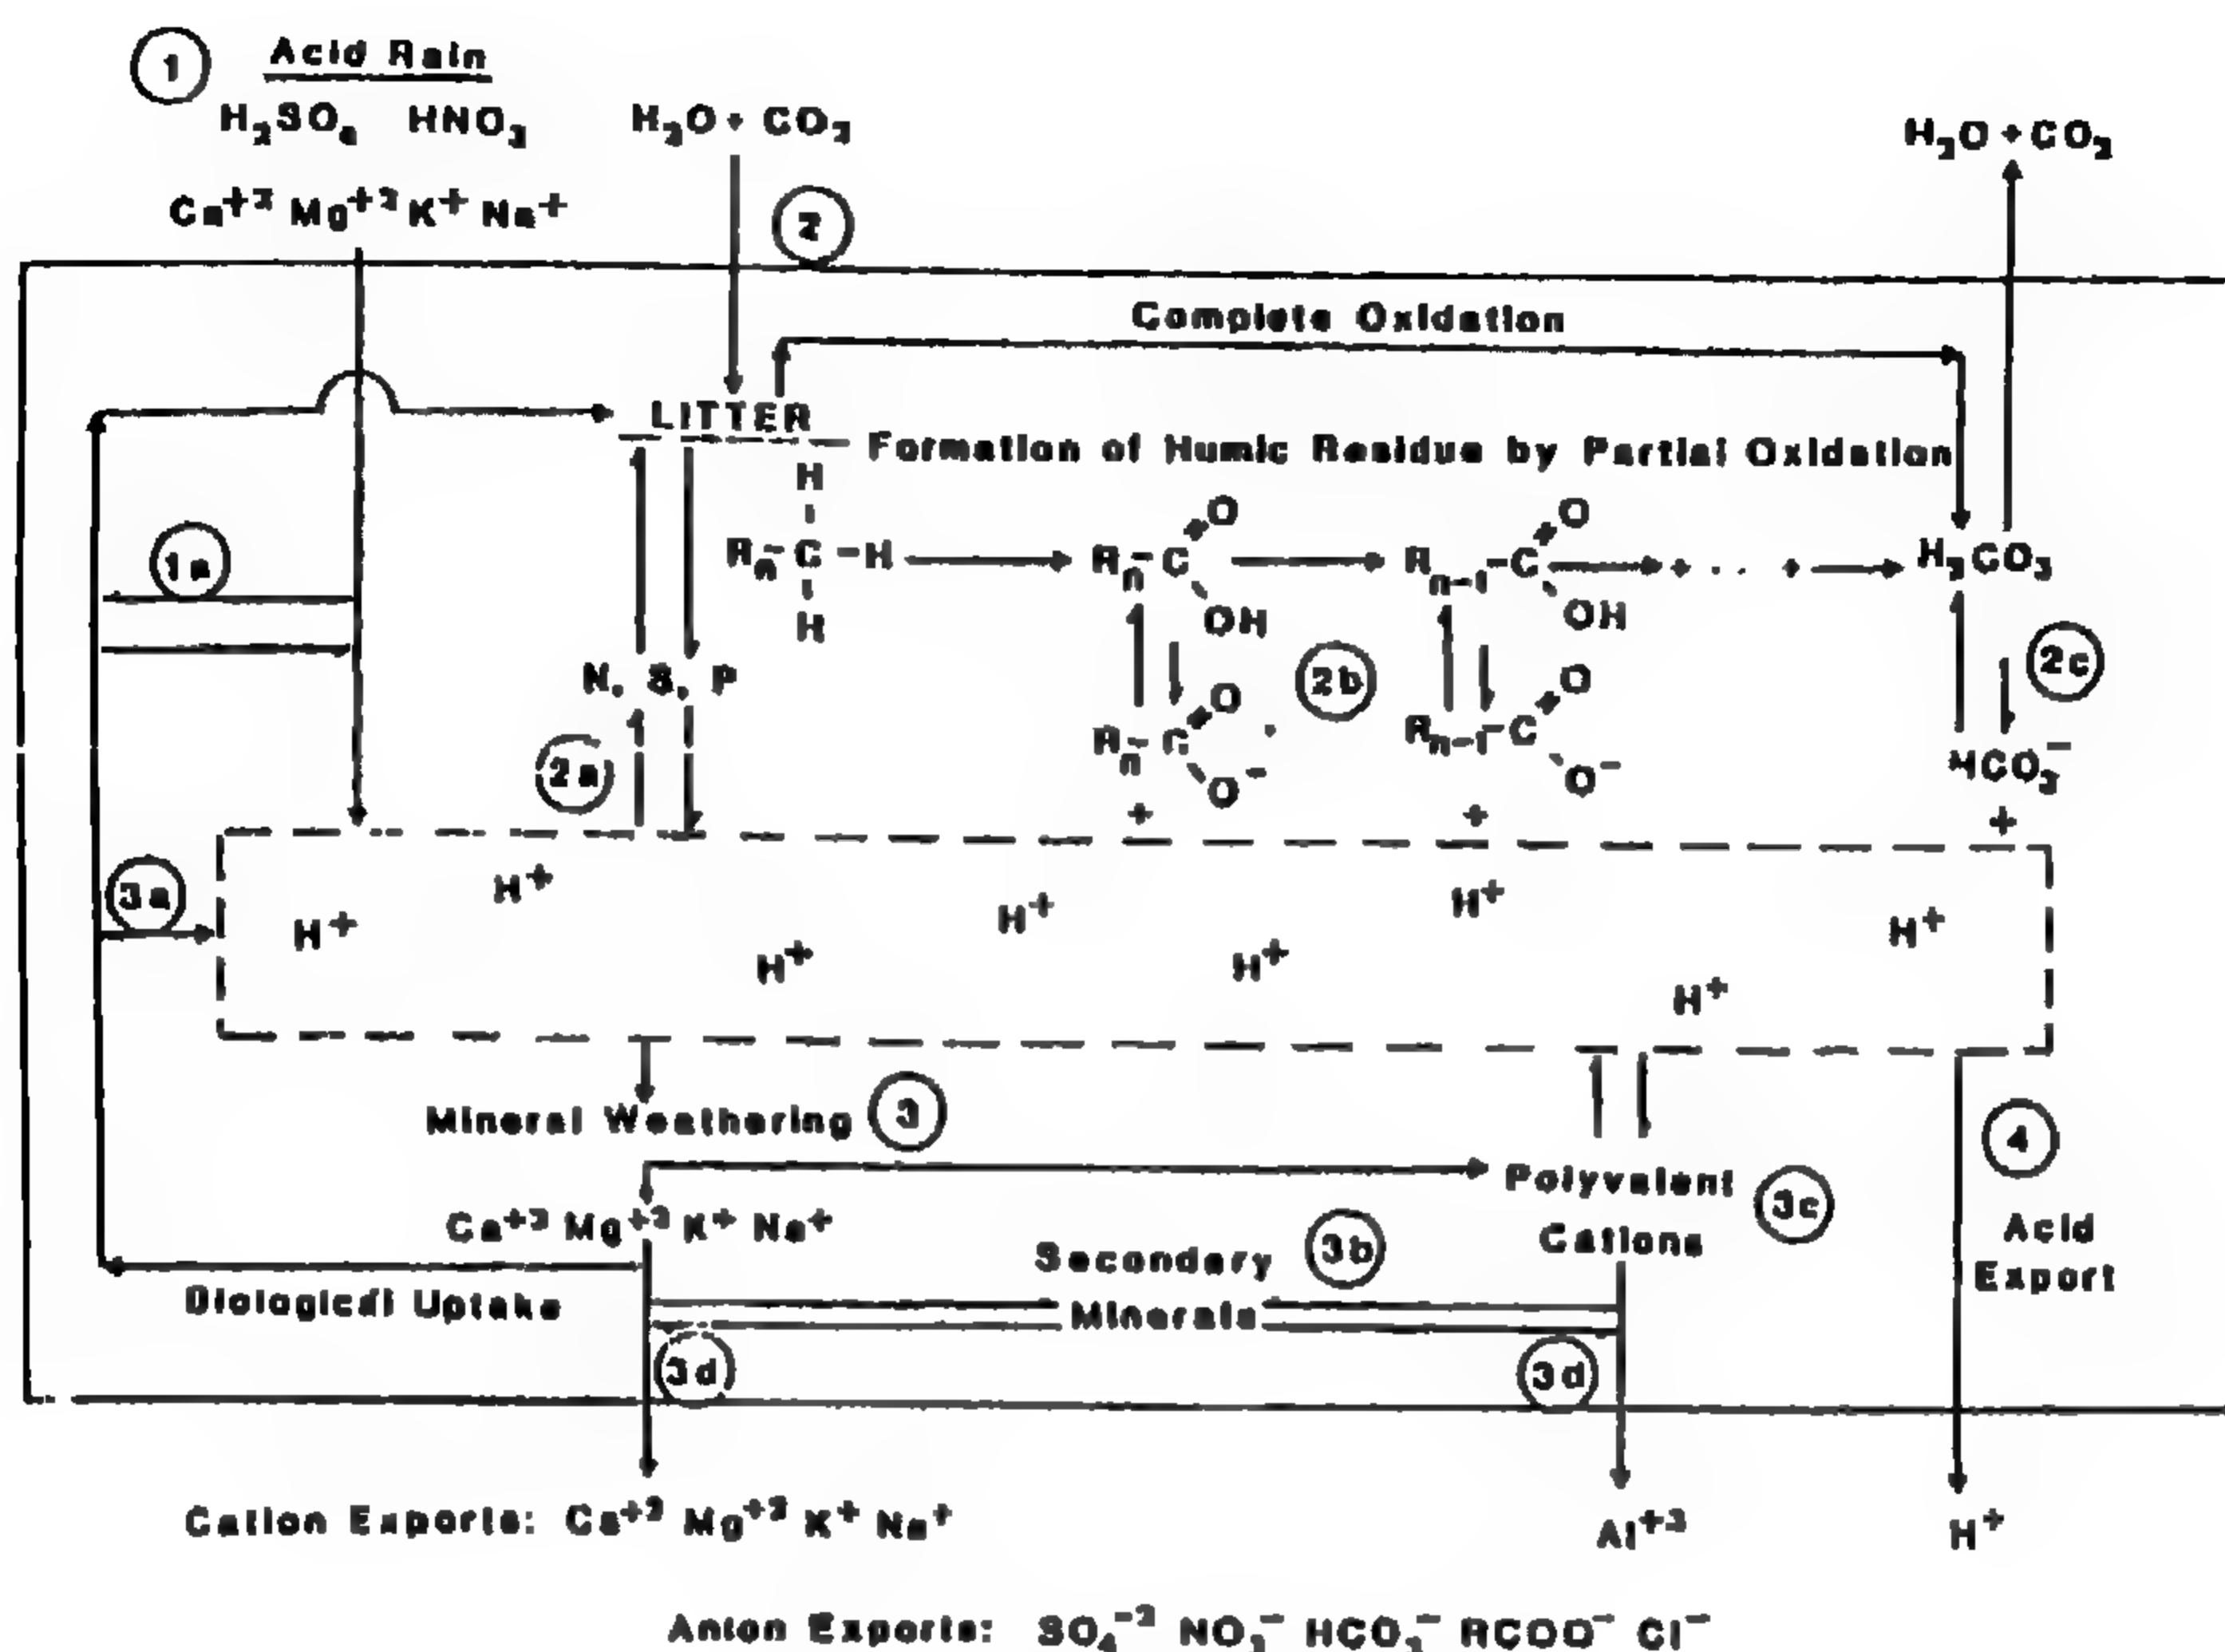 1 Acid Rain
H₂SO₄ HNO₃
H₂O + CO₂
H₂O + CO₂
Ca⁺² Mg⁺² K⁺ Na⁺
2
Complete Oxidation
LITTER
Formation of Humic Residue by Partial Oxidation
H
O
O
1a
Rₙ-C-H
Rₙ-C
Rₙ₋₁-C
+ . . +
H₂CO₃
H
OH
OH
N, S, P
2b
2c
O
O
2a
Rₙ-C
Rₙ₋₁-C
HCO₃⁻
O⁻
O⁻
+
+
+
3a
H⁺
H⁺
H⁺
H⁺
H⁺
H⁺
H⁺
H⁺
Mineral Weathering 3
4
Polyvalent
Cations
3c
Ca⁺² Mg⁺² K⁺ Na⁺
Acid
Export
Secondary
3b
Minerals
Biological Uptake
3d
3d
Cation Exports: Ca⁺² Mg⁺² K⁺ Na⁺
Al⁺³
H⁺
Anion Exports: SO₄⁻² NO₃⁻ HCO₃⁻ RCOO⁻ Cl⁻